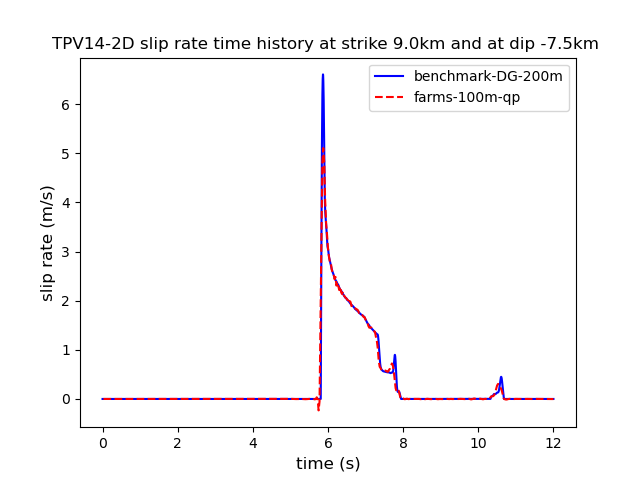 TPV14-2D slip rate time history at strike 9.0km and at dip -7.5km
benchmark-DG-200m
farms-100m-qp
slip rate (m/s)
6
5
4
3
2
1
0
0 2 4 6 8 10 12
time (s)